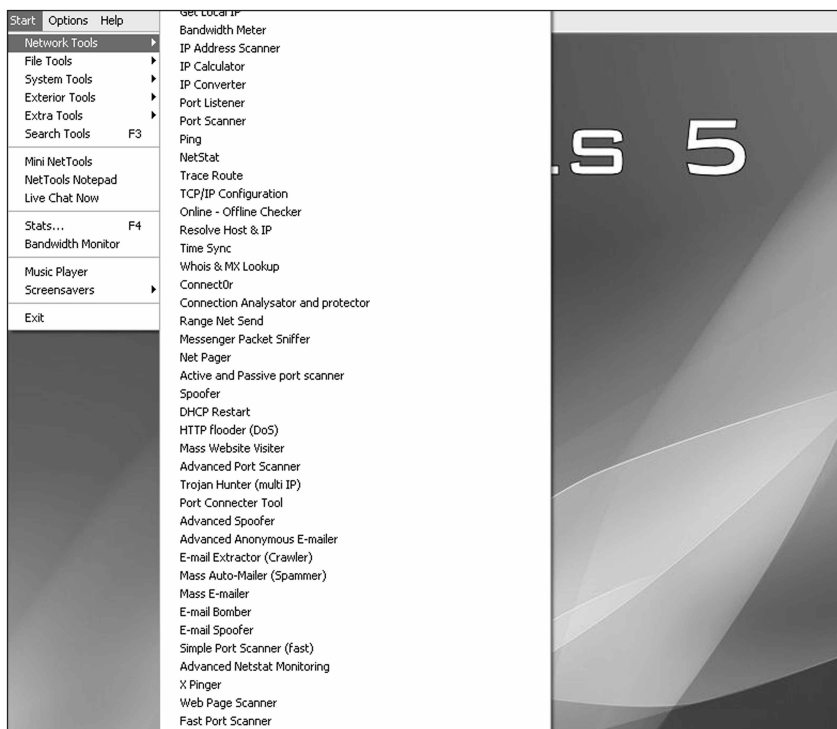 Start Options Help
Network Tools
File Tools
System Tools
Exterior Tools
Extra Tools
Search Tools F3
Mini NetTools
NetTools Notepad
Live Chat Now
Stats... F4
Bandwidth Monitor
Music Player
Screensavers
Exit
Get Local IP
Bandwidth Meter
IP Address Scanner
IP Calculator
IP Converter
Port Listener
Port Scanner
Ping
NetStat
Trace Route
TCP/IP Configuration
Online - Offline Checker
Resolve Host & IP
Time Sync
Whois & MX Lookup
Connect0r
Connection Analysator and protector
Range Net Send
Messenger Packet Sniffer
Net Pager
Active and Passive port scanner
Spoofer
DHCP Restart
HTTP flooder (DoS)
Mass Website Visiter
Advanced Port Scanner
Trojan Hunter (multi IP)
Port Connecter Tool
Advanced Spoofer
Advanced Anonymous E-mailer
E-mail Extractor (Crawler)
Mass Auto-Mailer (Spammer)
Mass E-mailer
E-mail Bomber
E-mail Spoofer
Simple Port Scanner (fast)
Advanced Netstat Monitoring
X Pinger
Web Page Scanner
Fast Port Scanner
s 5